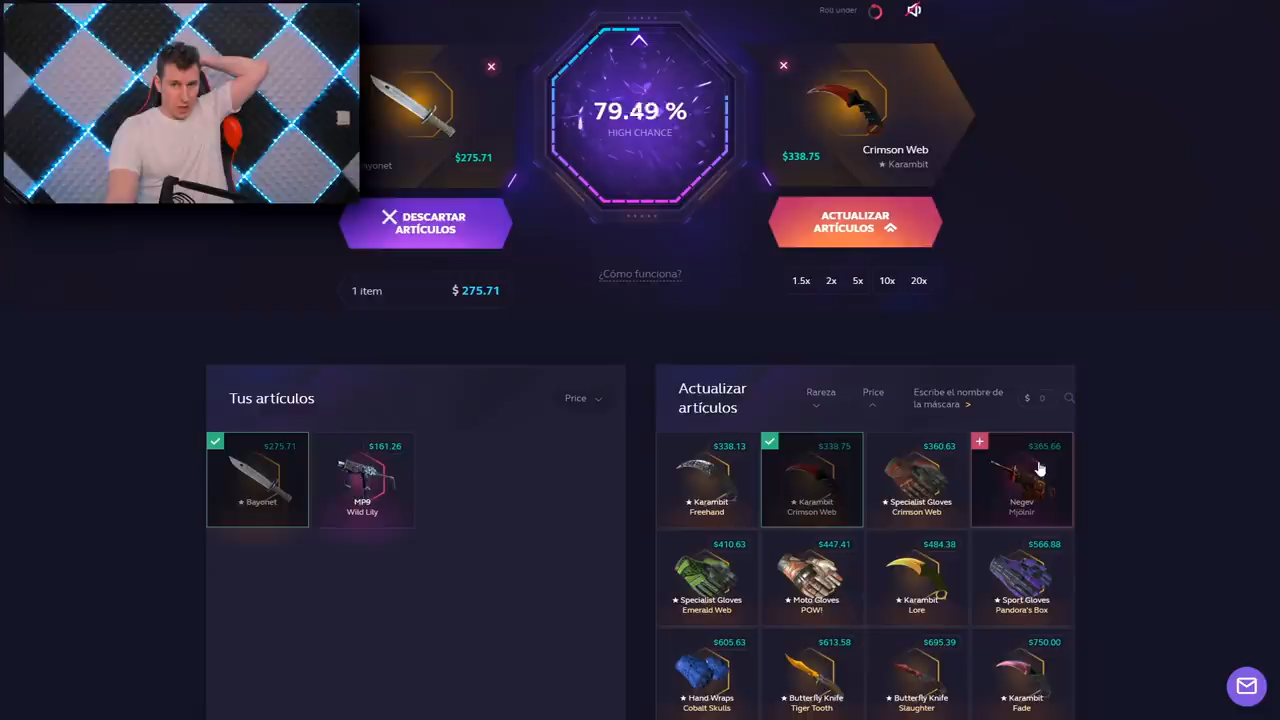 Roll under
79.49 %
HIGH CHANCE
$275.71
$338.75
Crimson Web
★ Karambit
DESCARTAR
ARTÍCULOS
ACTUALIZAR
ARTÍCULOS
¿Cómo funciona?
1 item
$ 275.71
1.5x 2x 5x 10x 20x
Tus artículos
Price
Actualizar
artículos
Rareza
Price
Escribe el nombre de
la máscara >
$ 0
$275.71
★ Bayonet
$161.26
MP9
Wild Lily
$338.13
★ Karambit
Freehand
$338.75
★ Karambit
Crimson Web
$360.63
★ Specialist Gloves
Crimson Web
$365.66
Negev
Mjölnir
$410.63
★ Specialist Gloves
Emerald Web
$447.41
★ Moto Gloves
POW!
$484.38
★ Karambit
Lore
$566.88
★ Sport Gloves
Pandora's Box
$605.63
★ Hand Wraps
Cobalt Skulls
$613.58
★ Butterfly Knife
Tiger Tooth
$695.39
★ Butterfly Knife
Slaughter
$750.00
★ Karambit
Fade